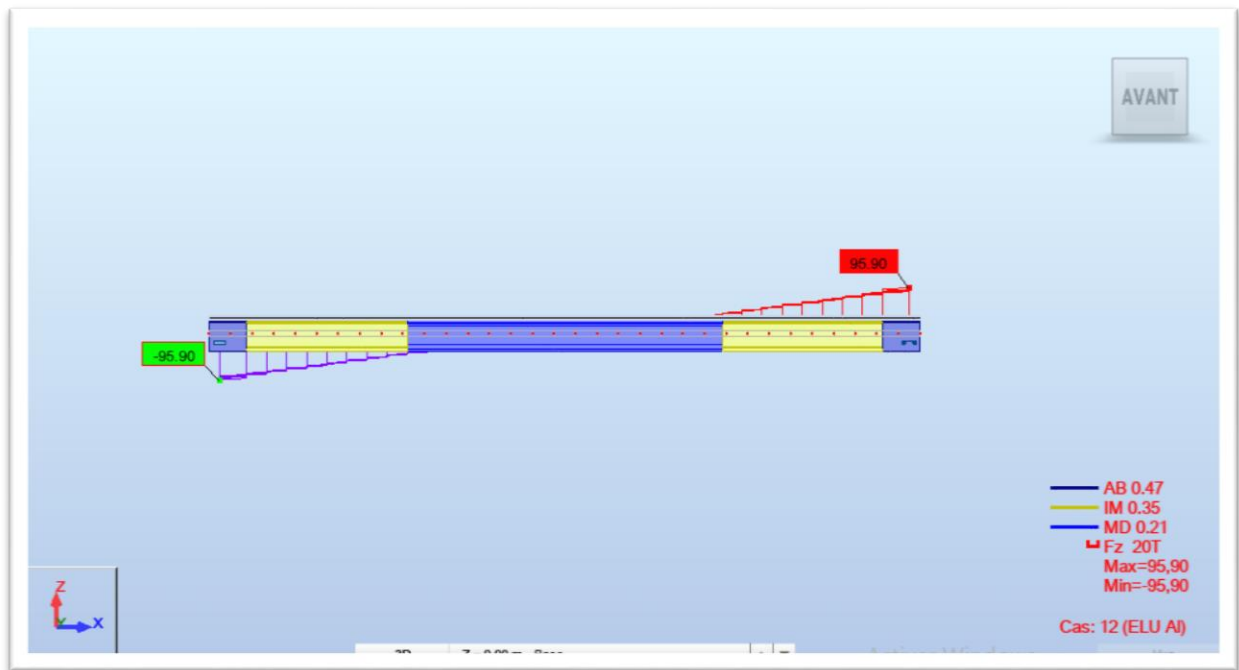 AVANT
95.90
-95.90
AB 0.47
IM 0.35
MD 0.21
Fz 20T
Max=95,90
Min=-95,90
Cas: 12 (ELU Al)
Z
X